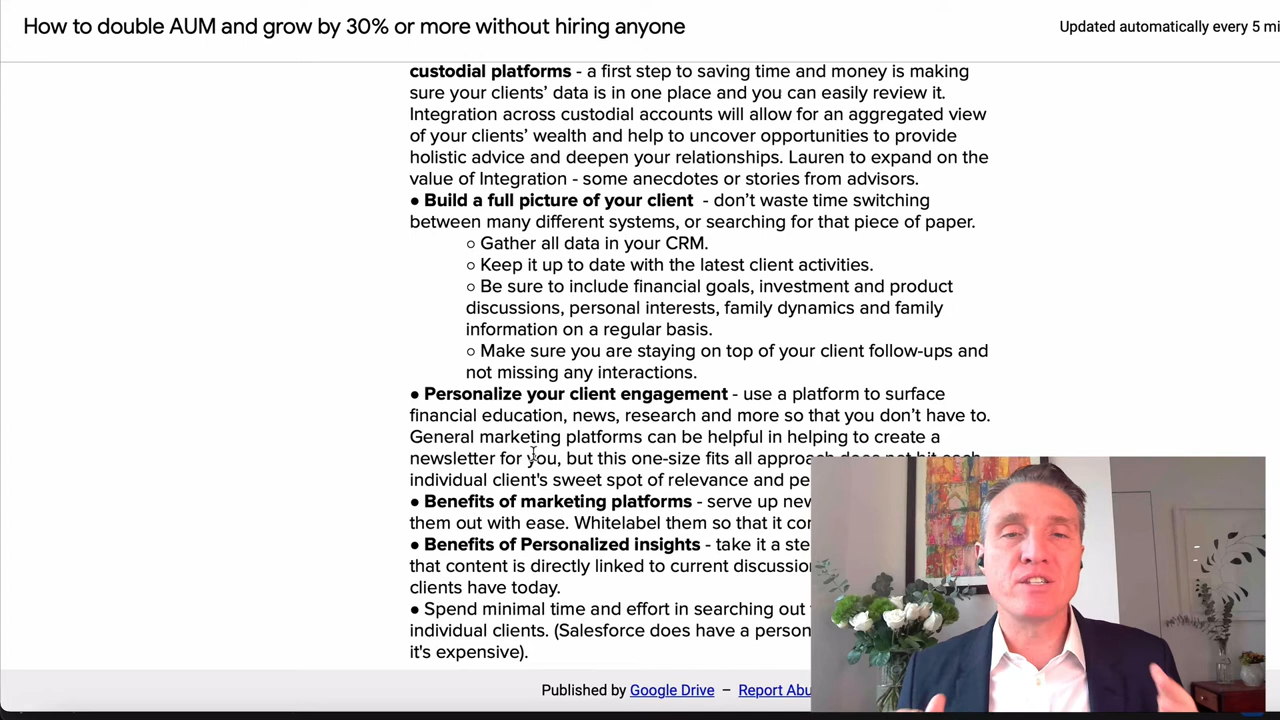 How to double AUM and grow by 30% or more without hiring anyone
Updated automatically every 5 mi
custodial platforms - a first step to saving time and money is making
sure your clients’ data is in one place and you can easily review it.
Integration across custodial accounts will allow for an aggregated view
of your clients’ wealth and help to uncover opportunities to provide
holistic advice and deepen your relationships. Lauren to expand on the
value of Integration - some anecdotes or stories from advisors.
● Build a full picture of your client - don’t waste time switching
between many different systems, or searching for that piece of paper.
○ Gather all data in your CRM.
○ Keep it up to date with the latest client activities.
○ Be sure to include financial goals, investment and product
discussions, personal interests, family dynamics and family
information on a regular basis.
○ Make sure you are staying on top of your client follow-ups and
not missing any interactions.
● Personalize your client engagement - use a platform to surface
financial education, news, research and more so that you don’t have to.
General marketing platforms can be helpful in helping to create a
newsletter for you, but this one-size fits all approach does not hit each
individual client's sweet spot of relevance and pe
● Benefits of marketing platforms - serve up nev
them out with ease. Whitelabel them so that it cor
● Benefits of Personalized insights - take it a ste
that content is directly linked to current discussion
clients have today.
● Spend minimal time and effort in searching out
individual clients. (Salesforce does have a person
it's expensive).
Published by Google Drive – Report Abu